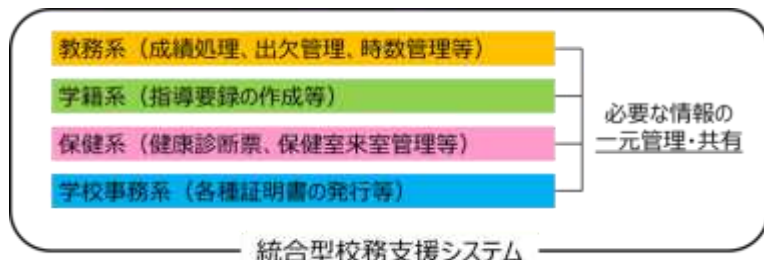 教務系（成績処理、出欠管理、時数管理等）
学籍系（指導要録の作成等）
保健系（健康診断票、保健室来室管理等）
学校事務系（各種証明書の発行等）
必要な情報の
一元管理・共有
統合型校務支援システム